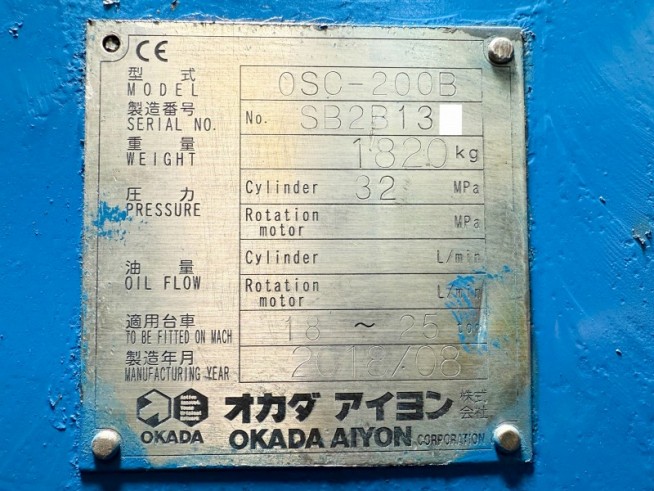 CE
型式 OSC-200B
MODEL
製造番号 No. SB2B13
SERIAL NO.
重量 1820 kg
WEIGHT
圧力 Cylinder 32 MPa
PRESSURE Rotation motor MPa
油量 Cylinder L/min
OIL FLOW Rotation motor L/min
適用台車 18 ~ 25
TO BE FITTED ON MACH
製造年月 2018/08
MANUFACTURING YEAR
オカダ アイヨン 株式会社
OKADA OKADA AIYON CORPORATION